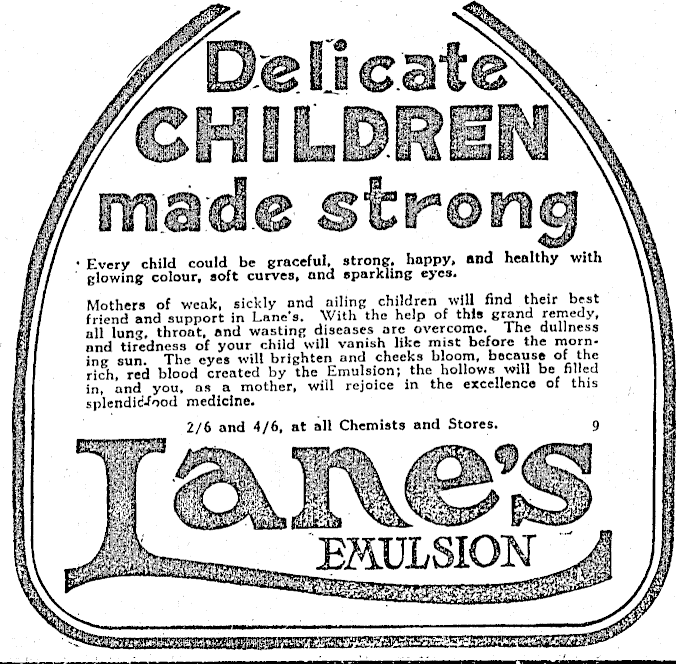 Delicate
CHILDREN
made strong
Every child could be graceful, strong, happy, and healthy with
glowing colour, soft curves, and sparkling eyes.
Mothers of weak, sickly and ailing children will find their best
friend and support in Lane's. With the help of this grand remedy,
all lung, throat, and wasting diseases are overcome. The dullness
and tiredness of your child will vanish like mist before the morn-
ing sun. The eyes will brighten and cheeks bloom, because of the
rich, red blood created by the Emulsion; the hollows will be filled
in, and you, as a mother, will rejoice in the excellence of this
splendid food medicine.
2/6 and 4/6, at all Chemists and Stores. 9
Lane's
EMULSION